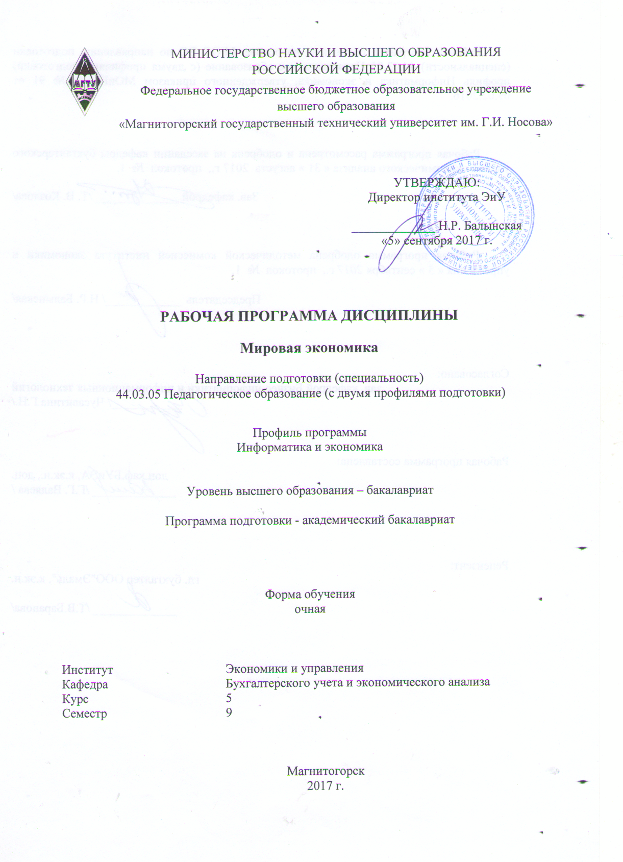 МИНИСТЕРСТВО НАУКИ И ВЫСШЕГО ОБРАЗОВАНИЯ
РОССИЙСКОЙ ФЕДЕРАЦИИ
Федеральное государственное бюджетное образовательное учреждение
высшего образования
«Магнитогорский государственный технический университет им. Г.И. Носова»
МГТУ
УТВЕРЖДАЮ:
Директор института ЭиУ
Н.Р. Балынская
«5» сентября 2017 г.
РАБОЧАЯ ПРОГРАММА ДИСЦИПЛИНЫ
Мировая экономика
Направление подготовки (специальность)
44.03.05 Педагогическое образование (с двумя профилями подготовки)
Профиль программы
Информатика и экономика
Уровень высшего образования – бакалавриат
Программа подготовки - академический бакалавриат
Форма обучения
очная
Институт Экономики и управления
Кафедра Бухгалтерского учета и экономического анализа
Курс 5
Семестр 9
Магнитогорск
2017 г.